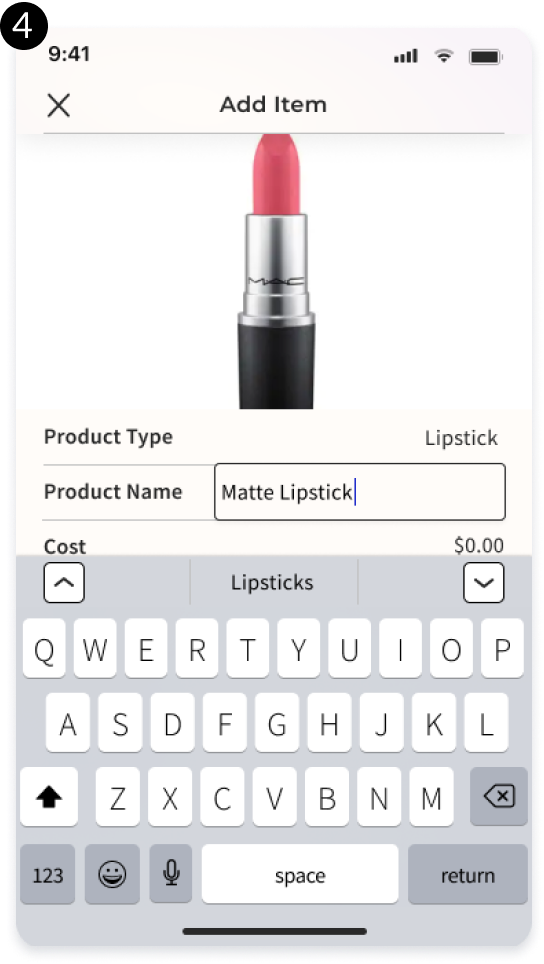 4
9:41
Add Item
MAC
Product Type Lipstick
Product Name Matte Lipstick
Cost $0.00
Lipsticks
Q W E R T Y U I O P
A S D F G H J K L
Z X C V B N M
123 space return